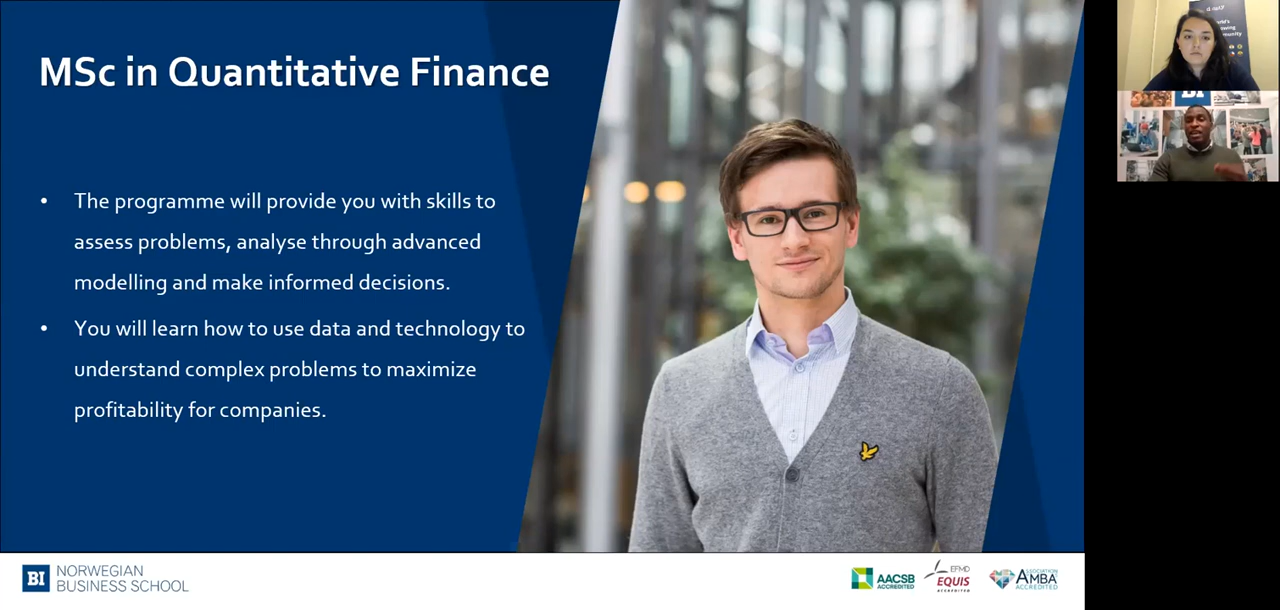 MSc in Quantitative Finance
• The programme will provide you with skills to
assess problems, analyse through advanced
modelling and make informed decisions.
• You will learn how to use data and technology to
understand complex problems to maximize
profitability for companies.
BI NORWEGIAN
BUSINESS SCHOOL
AACSB
ACCREDITED
EFMD
EQUIS
ACCREDITED
ASSOCIATION
AMBA
ACCREDITED
BI